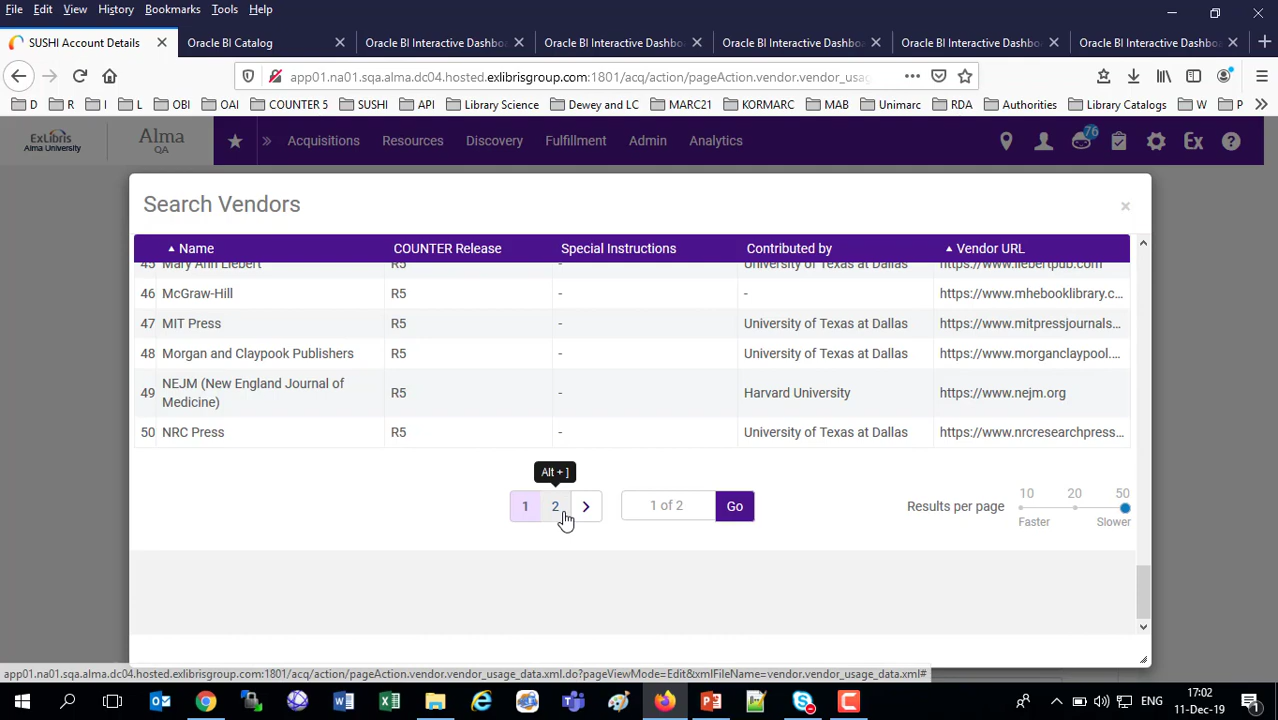 File Edit View History Bookmarks Tools Help
SUSHI Account Details
Oracle BI Catalog
Oracle BI Interactive Dashbo
Oracle BI Interactive Dashbo
Oracle BI Interactive Dashbo
Oracle BI Interactive Dashbo
Oracle BI Interactive Dashbo
app01.na01.sqa.alma.dc04.hosted.exlibrisgroup.com:1801/acq/action/pageAction.vendor.vendor_usag
D R I L OBI OAI COUNTER 5 SUSHI API Library Science Dewey and LC MARC21 KORMARC MAB Unimarc RDA Authorities Library Catalogs W P
ExLibris
Alma University
Alma
QA
Acquisitions Resources Discovery Fulfillment Admin Analytics
76
Ex
Search Vendors
Name COUNTER Release Special Instructions Contributed by Vendor URL
45 Mary Ann Liebert R5 - University of Texas at Dallas https://www.liebertpub.com
46 McGraw-Hill R5 - - https://www.mhebooklibrary.c...
47 MIT Press R5 - University of Texas at Dallas https://www.mitpressjournals...
48 Morgan and Claypook Publishers R5 - University of Texas at Dallas https://www.morganclaypool....
49 NEJM (New England Journal of
Medicine) R5 - Harvard University https://www.nejm.org
50 NRC Press R5 - University of Texas at Dallas https://www.nrcresearchpress...
Alt + ]
1 2 1 of 2 Go
Results per page 10 20 50
Faster Slower
app01.na01.sqa.alma.dc04.hosted.exlibrisgroup.com:1801/acq/action/pageAction.vendor.vendor_usage_data.xml.do?pageViewMode=Edit&xmlFileName=vendor.vendor_usage_data.xml#
ENG
17:02
11-Dec-19
1